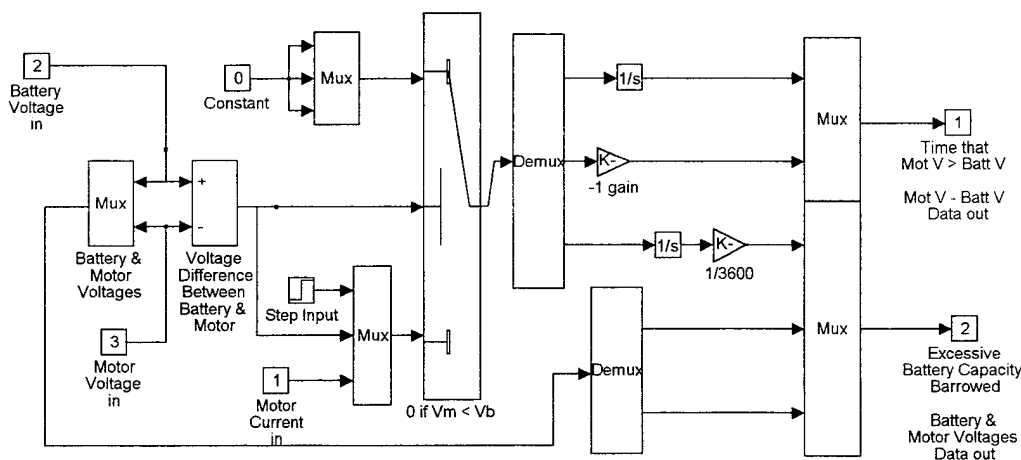 2
Battery
Voltage
in
0
Constant
Mux
Mux
Battery &
Motor
Voltages
+
-
Voltage
Difference
Between
Battery &
Motor
3
Motor
Voltage
in
Step Input
Mux
1
Motor
Current
in
0 if Vm < Vb
Demux
1/s
K-
-1 gain
1/s
K-
1/3600
Demux
Mux
Mux
1
Time that
Mot V > Batt V
Mot V - Batt V
Data out
2
Excessive
Battery Capacity
Barrowed
Battery &
Motor Voltages
Data out